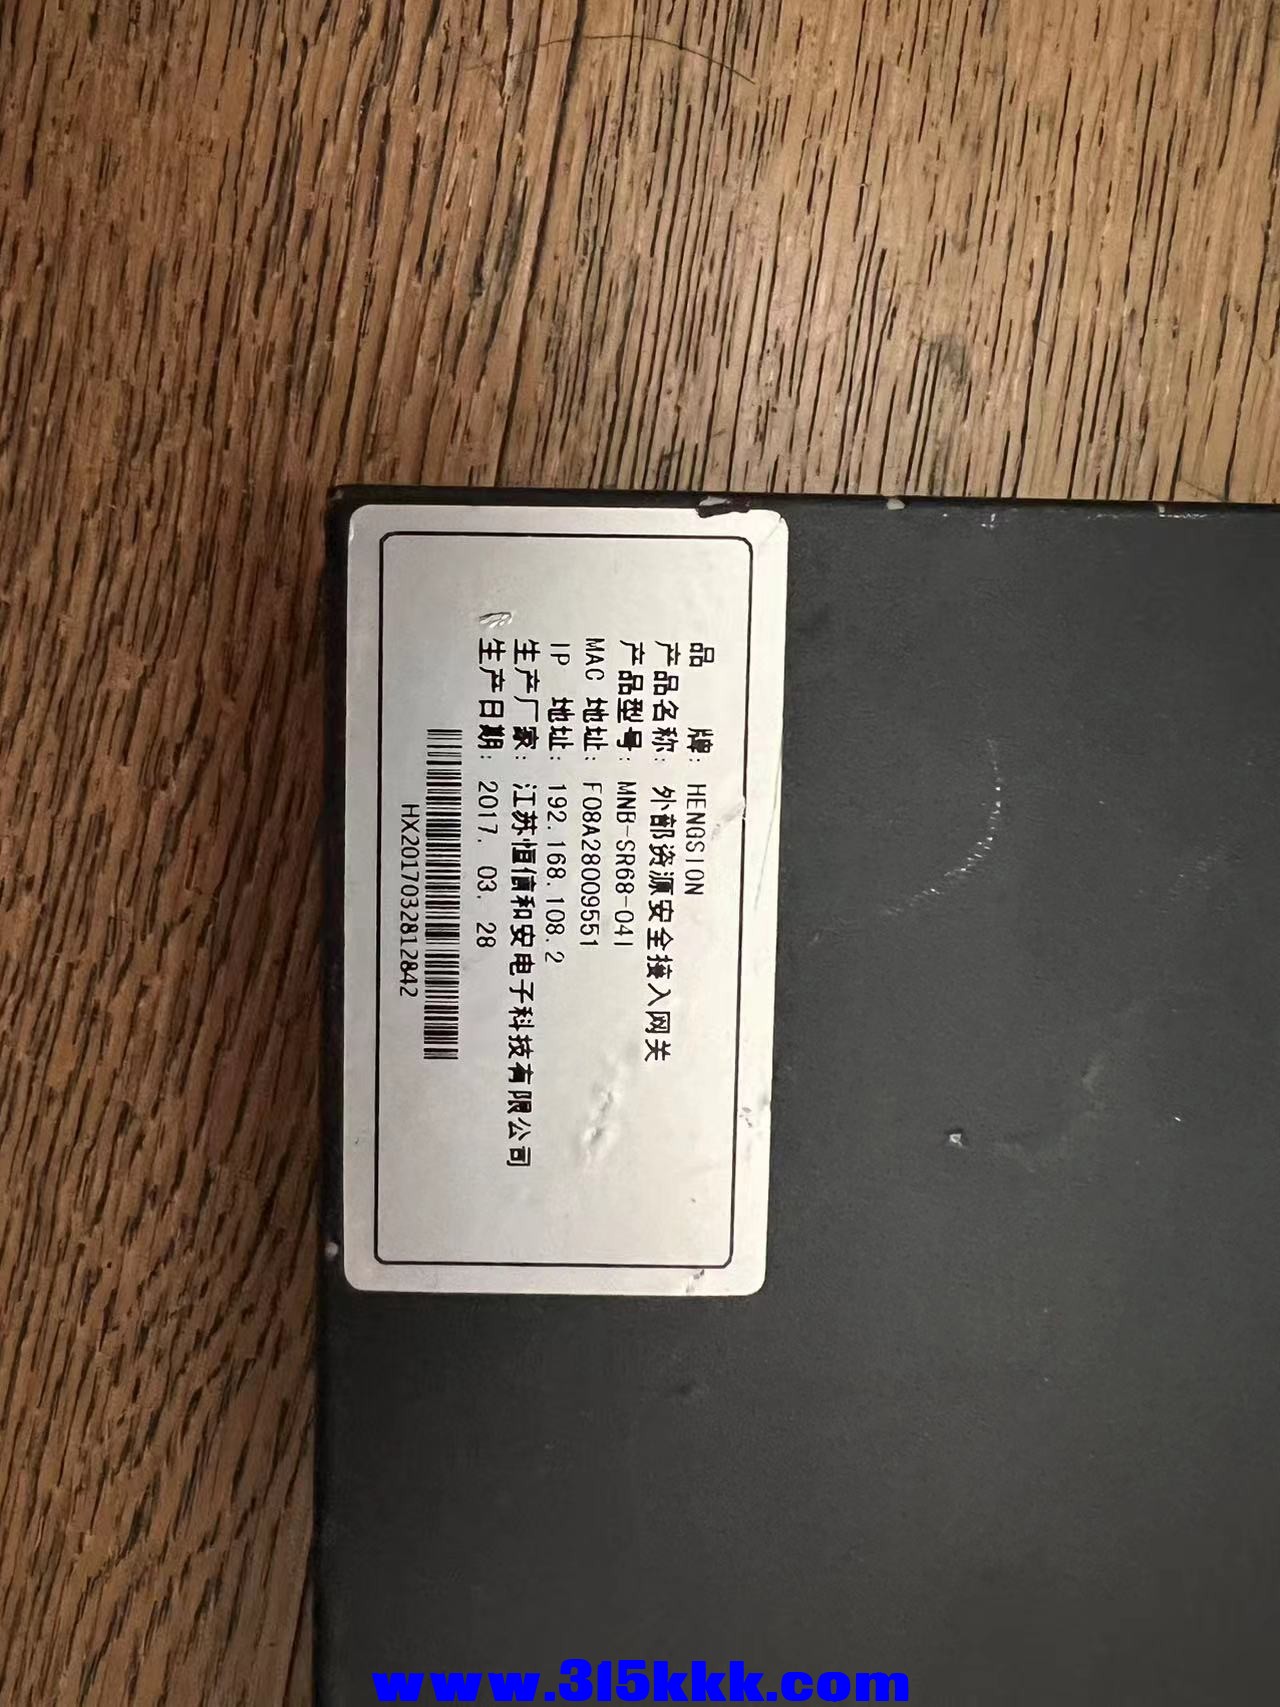 品 牌: HENGSION
产品名称: 外部资源安全接入网关
产品型号: MNB-SR68-04I
MAC 地址: F08A28009551
IP 地址: 192.168.108.2
生产厂家: 江苏恒信和安电子科技有限公司
生产日期: 2017.03.28
HX2017032812842
www.315kkk.com